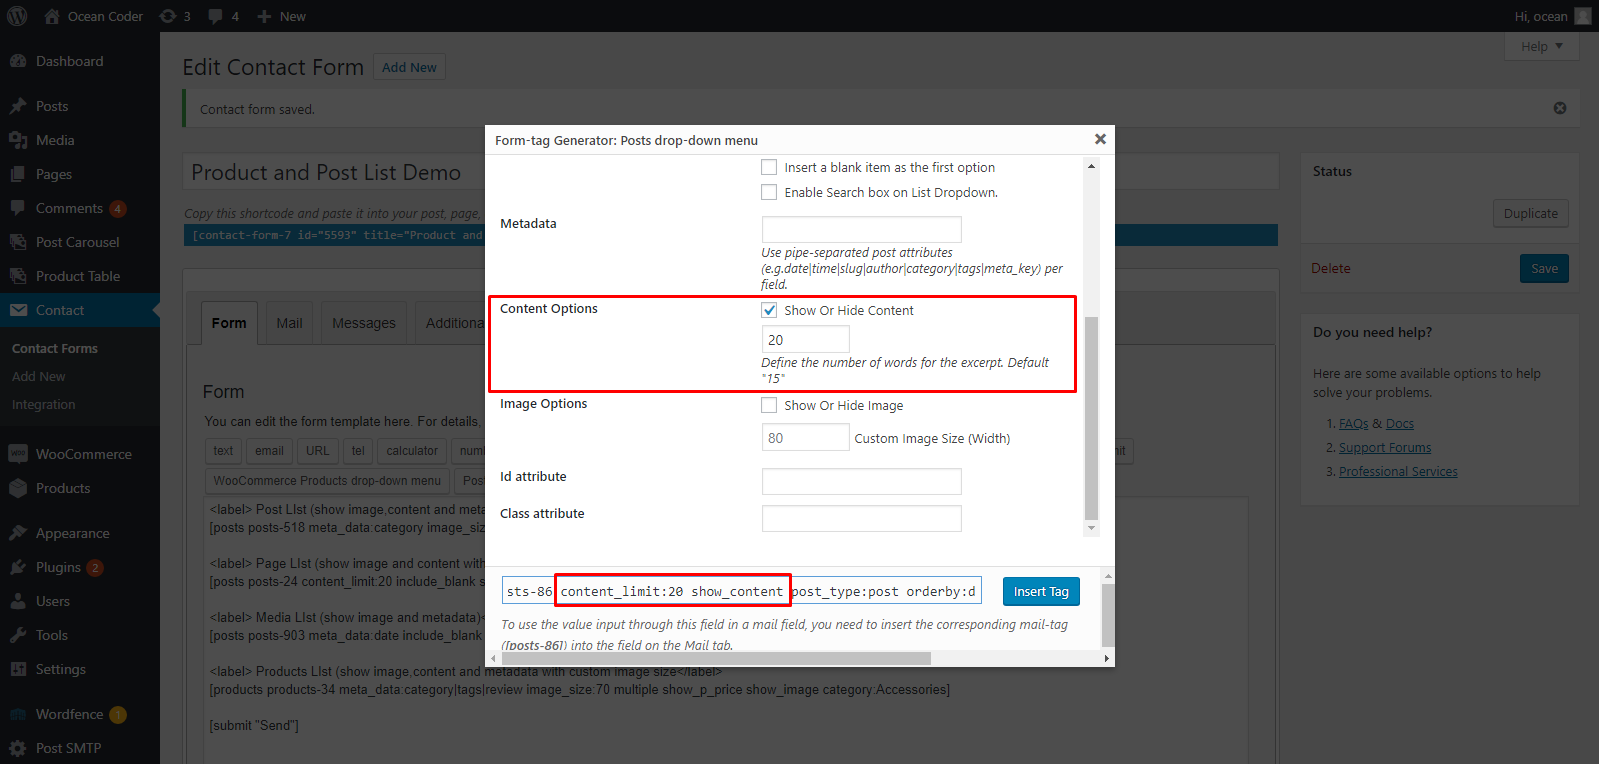 Ocean Coder
3
4
New
Hi, ocean
Dashboard
Posts
Media
Pages
Comments 4
Post Carousel
Product Table
Contact
Contact Forms
Add New
Integration
WooCommerce
Products
Appearance
Plugins 2
Users
Tools
Settings
Wordfence 1
Post SMTP
Help
Edit Contact Form
Add New
Contact form saved.
Product and Post List Demo
Copy this shortcode and paste it into your post, page,
[contact-form-7 id="5593" title="Product and
Form
Mail
Messages
Additiona
Form
You can edit the form template here. For details,
text
email
URL
tel
calculator
num
WooCommerce Products drop-down menu
Pos
<label> Post LIst (show image,content and meta
[posts posts-518 meta_data:category image_siz
<label> Page LIst (show image and content with
[posts posts-24 content_limit:20 include_blank s
<label> Media LIst (show image and metadata)<
[posts posts-903 meta_data:date include_blank
<label> Products LIst (show image,content and metadata with custom image size</label>
[products products-34 meta_data:category|tags|review image_size:70 multiple show_p_price show_image category:Accessories]
[submit "Send"]
Form-tag Generator: Posts drop-down menu
Insert a blank item as the first option
Enable Search box on List Dropdown.
Metadata
Use pipe-separated post attributes
(e.g.date|time|slug|author|category|tags|meta_key) per
field.
Content Options
Show Or Hide Content
20
Define the number of words for the excerpt. Default
"15"
Image Options
Show Or Hide Image
80
Custom Image Size (Width)
Id attribute
Class attribute
sts-86 content_limit:20 show_content post_type:post orderby:d
Insert Tag
To use the value input through this field in a mail field, you need to insert the corresponding mail-tag
([posts-86]) into the field on the Mail tab.
Status
Duplicate
Delete
Save
Do you need help?
Here are some available options to help
solve your problems.
1. FAQs & Docs
2. Support Forums
3. Professional Services